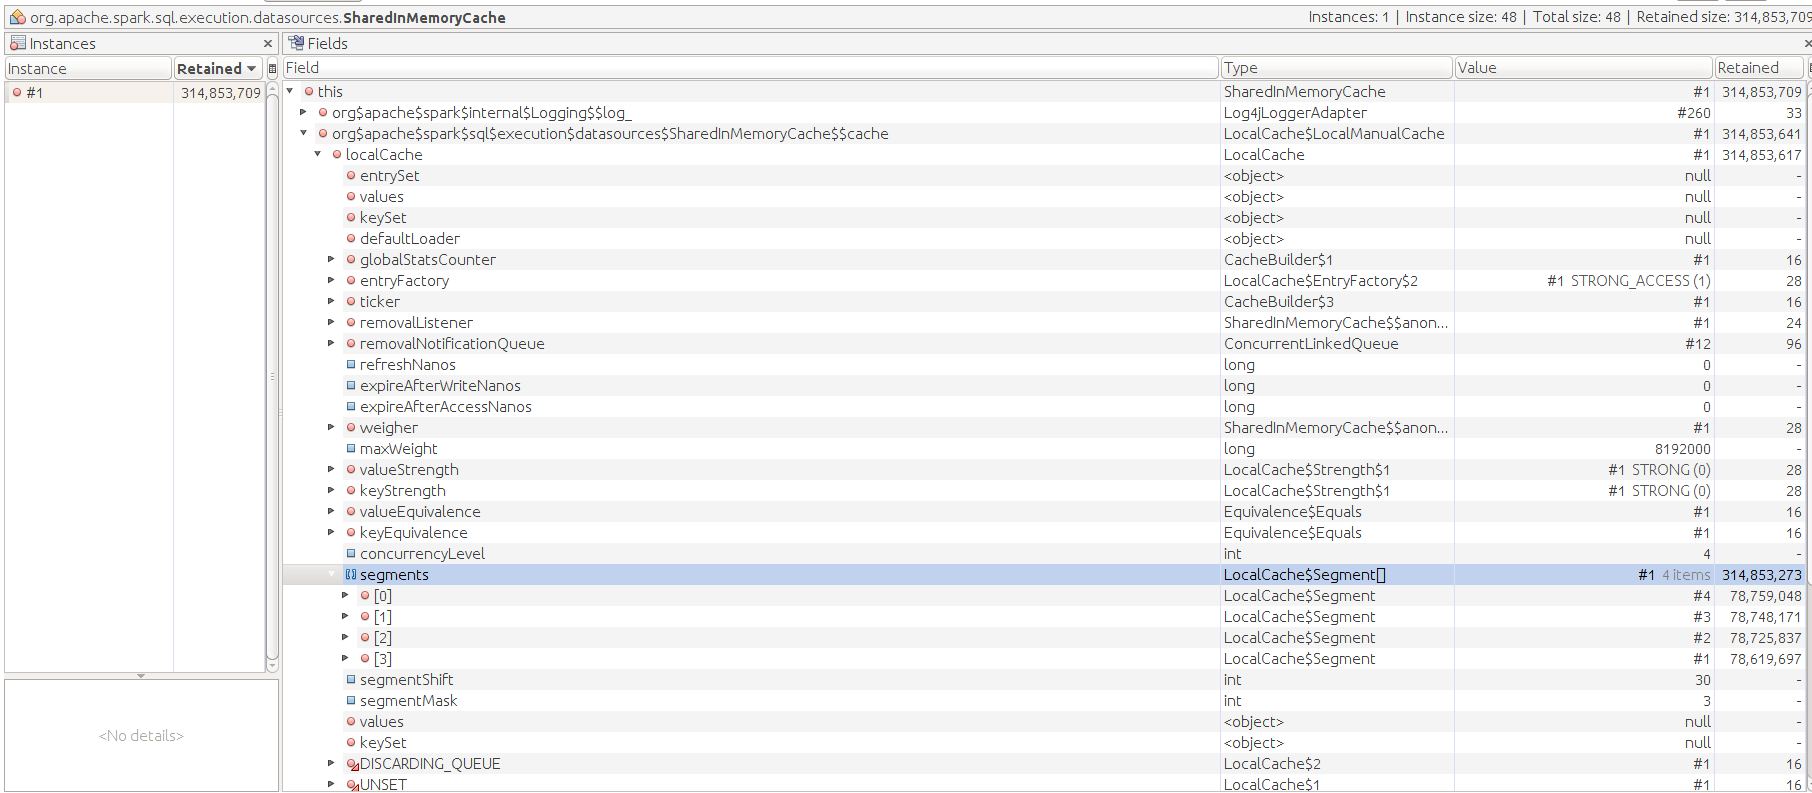 org.apache.spark.sql.execution.datasources.SharedInMemoryCache Instances: 1 | Instance size: 48 | Total size: 48 | Retained size: 314,853,709
Instances Fields
Instance Retained Field Type Value Retained
#1 314,853,709 this SharedInMemoryCache #1 314,853,709
org$apache$spark$internal$Logging$$log_ Log4jLoggerAdapter #260 33
org$apache$spark$sql$execution$datasources$SharedInMemoryCache$$cache LocalCache$LocalManualCache #1 314,853,641
localCache LocalCache #1 314,853,617
entrySet <object> null -
values <object> null -
keySet <object> null -
defaultLoader <object> null -
globalStatsCounter CacheBuilder$1 #1 16
entryFactory LocalCache$EntryFactory$2 #1 STRONG_ACCESS (1) 28
ticker CacheBuilder$3 #1 16
removalListener SharedInMemoryCache$$anon... #1 24
removalNotificationQueue ConcurrentLinkedQueue #12 96
refreshNanos long 0 -
expireAfterWriteNanos long 0 -
expireAfterAccessNanos long 0 -
weigher SharedInMemoryCache$$anon... #1 28
maxWeight long 8192000 -
valueStrength LocalCache$Strength$1 #1 STRONG (0) 28
keyStrength LocalCache$Strength$1 #1 STRONG (0) 28
valueEquivalence Equivalence$Equals #1 16
keyEquivalence Equivalence$Equals #1 16
concurrencyLevel int 4 -
segments LocalCache$Segment[] #1 4 items 314,853,273
[0] LocalCache$Segment #4 78,759,048
[1] LocalCache$Segment #3 78,748,171
[2] LocalCache$Segment #2 78,725,837
[3] LocalCache$Segment #1 78,619,697
segmentShift int 30 -
segmentMask int 3 -
values <object> null -
<No details>
keySet <object> null -
DISCARDING_QUEUE LocalCache$2 #1 16
UNSET LocalCache$1 #1 16